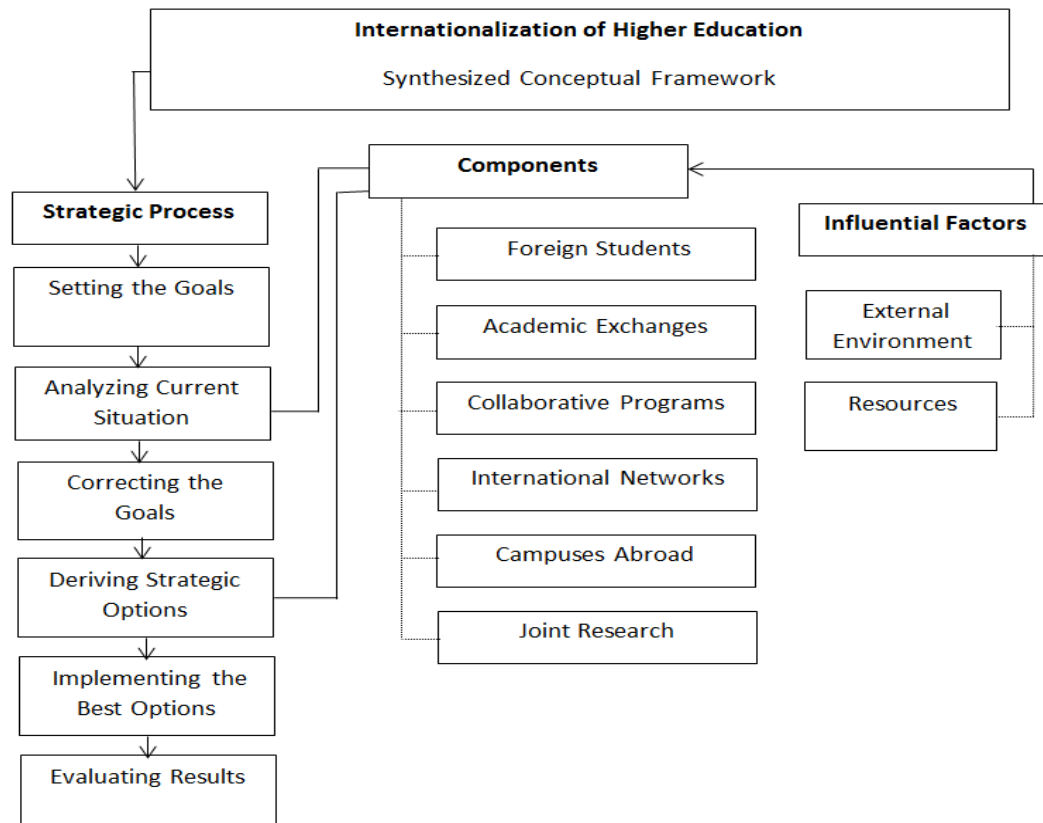 Internationalization of Higher Education
Synthesized Conceptual Framework
Strategic Process
Setting the Goals
Analyzing Current
Situation
Correcting the
Goals
Deriving Strategic
Options
Implementing the
Best Options
Evaluating Results
Components
Foreign Students
Academic Exchanges
Collaborative Programs
International Networks
Campuses Abroad
Joint Research
Influential Factors
External
Environment
Resources